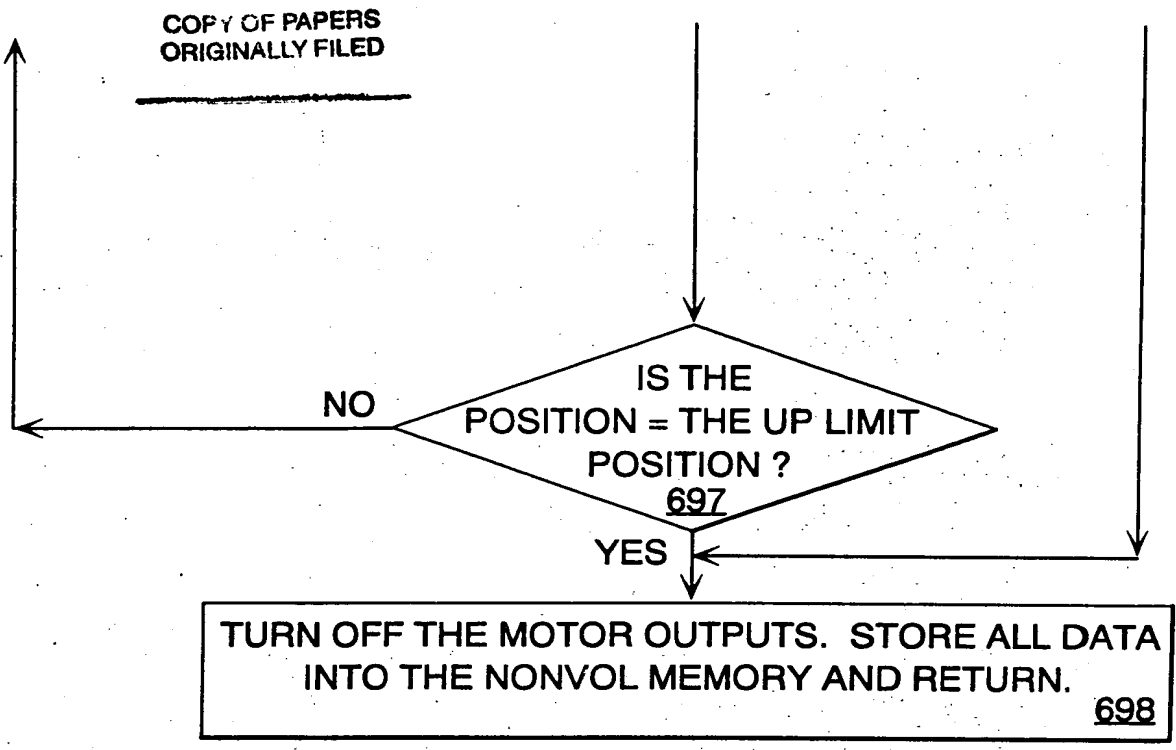 COPY OF PAPERS
ORIGINALLY FILED
IS THE
NO
POSITION = THE UP LIMIT
POSITION ?
697
YES
TURN OFF THE MOTOR OUTPUTS. STORE ALL DATA
INTO THE NONVOL MEMORY AND RETURN.
698